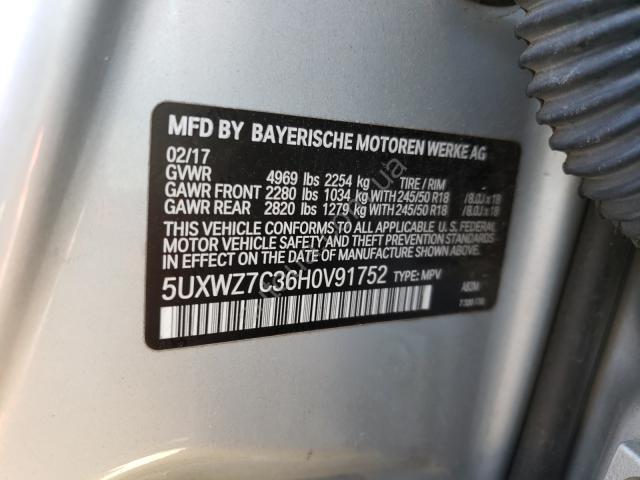 MFD BY BAYERISCHE MOTOREN WERKE AG
02/17
GVWR 4969 lbs 2254 kg TIRE / RIM
GAWR FRONT 2280 lbs 1034 kg WITH 245/50 R18 /8.0J x 18
GAWR REAR 2820 lbs 1279 kg WITH 245/50 R18 /8.0J x 18
THIS VEHICLE CONFORMS TO ALL APPLICABLE U. S. FEDERAL
MOTOR VEHICLE SAFETY AND THEFT PREVENTION STANDARDS
IN EFFECT ON THE DATE OF MANUFACTURE SHOWN ABOVE.
5UXWZ7C36H0V91752 TYPE: MPV